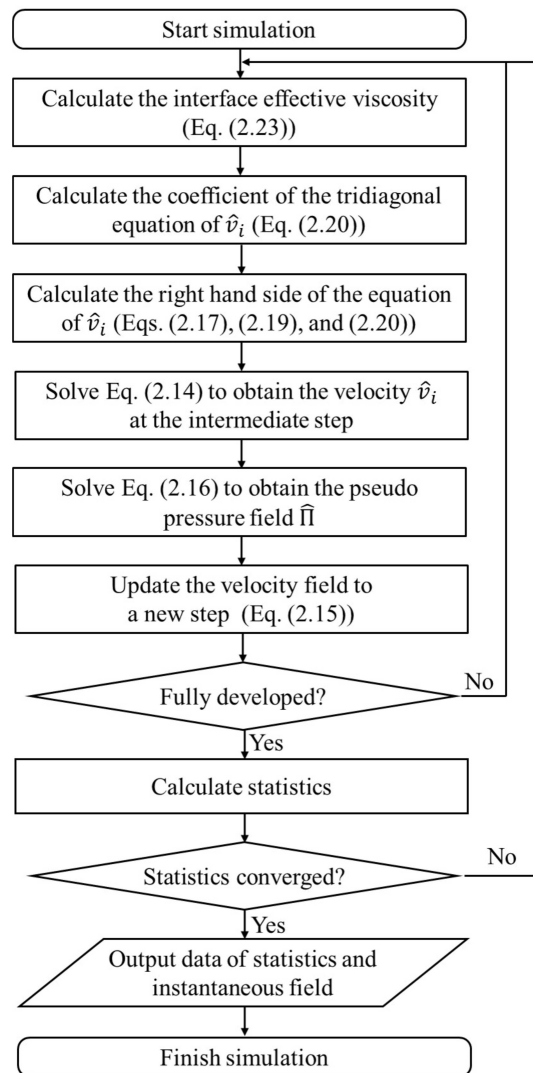 Start simulation
Calculate the interface effective viscosity
(Eq. (2.23))
Calculate the coefficient of the tridiagonal
equation of v̂ᵢ (Eq. (2.20))
Calculate the right hand side of the equation
of v̂ᵢ (Eqs. (2.17), (2.19), and (2.20))
Solve Eq. (2.14) to obtain the velocity v̂ᵢ
at the intermediate step
Solve Eq. (2.16) to obtain the pseudo
pressure field Π̂
Update the velocity field to
a new step (Eq. (2.15))
Fully developed?
No
Yes
Calculate statistics
Statistics converged?
No
Yes
Output data of statistics and
instantaneous field
Finish simulation